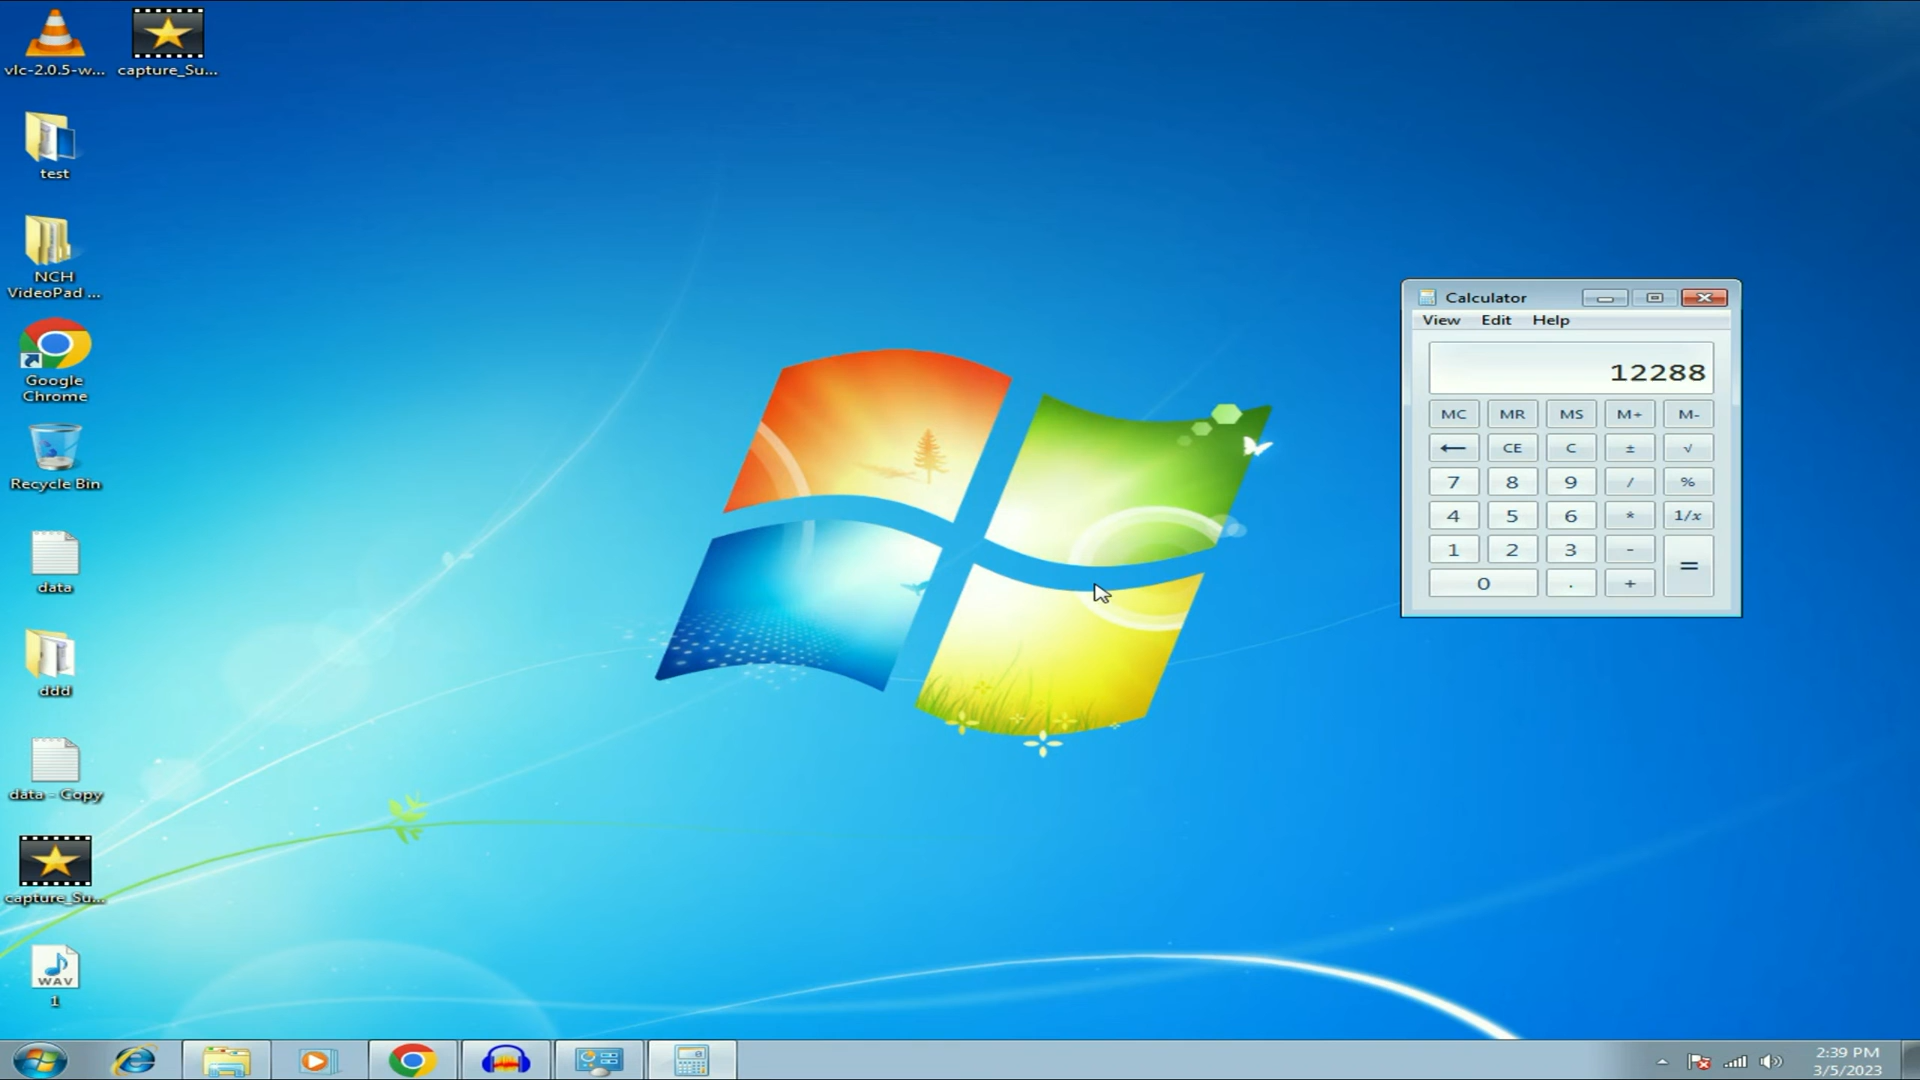 vlc-2.0.5-w...
capture_Su...
test
NCH
VideoPad ...
Google
Chrome
Recycle Bin
data
ddd
data - Copy
capture_Su...
WAV
1
Calculator
View Edit Help
12288
MC MR MS M+ M-
← CE C ± √
7 8 9 / %
4 5 6 * 1/x
1 2 3 - =
0 . +
2:39 PM
3/5/2023